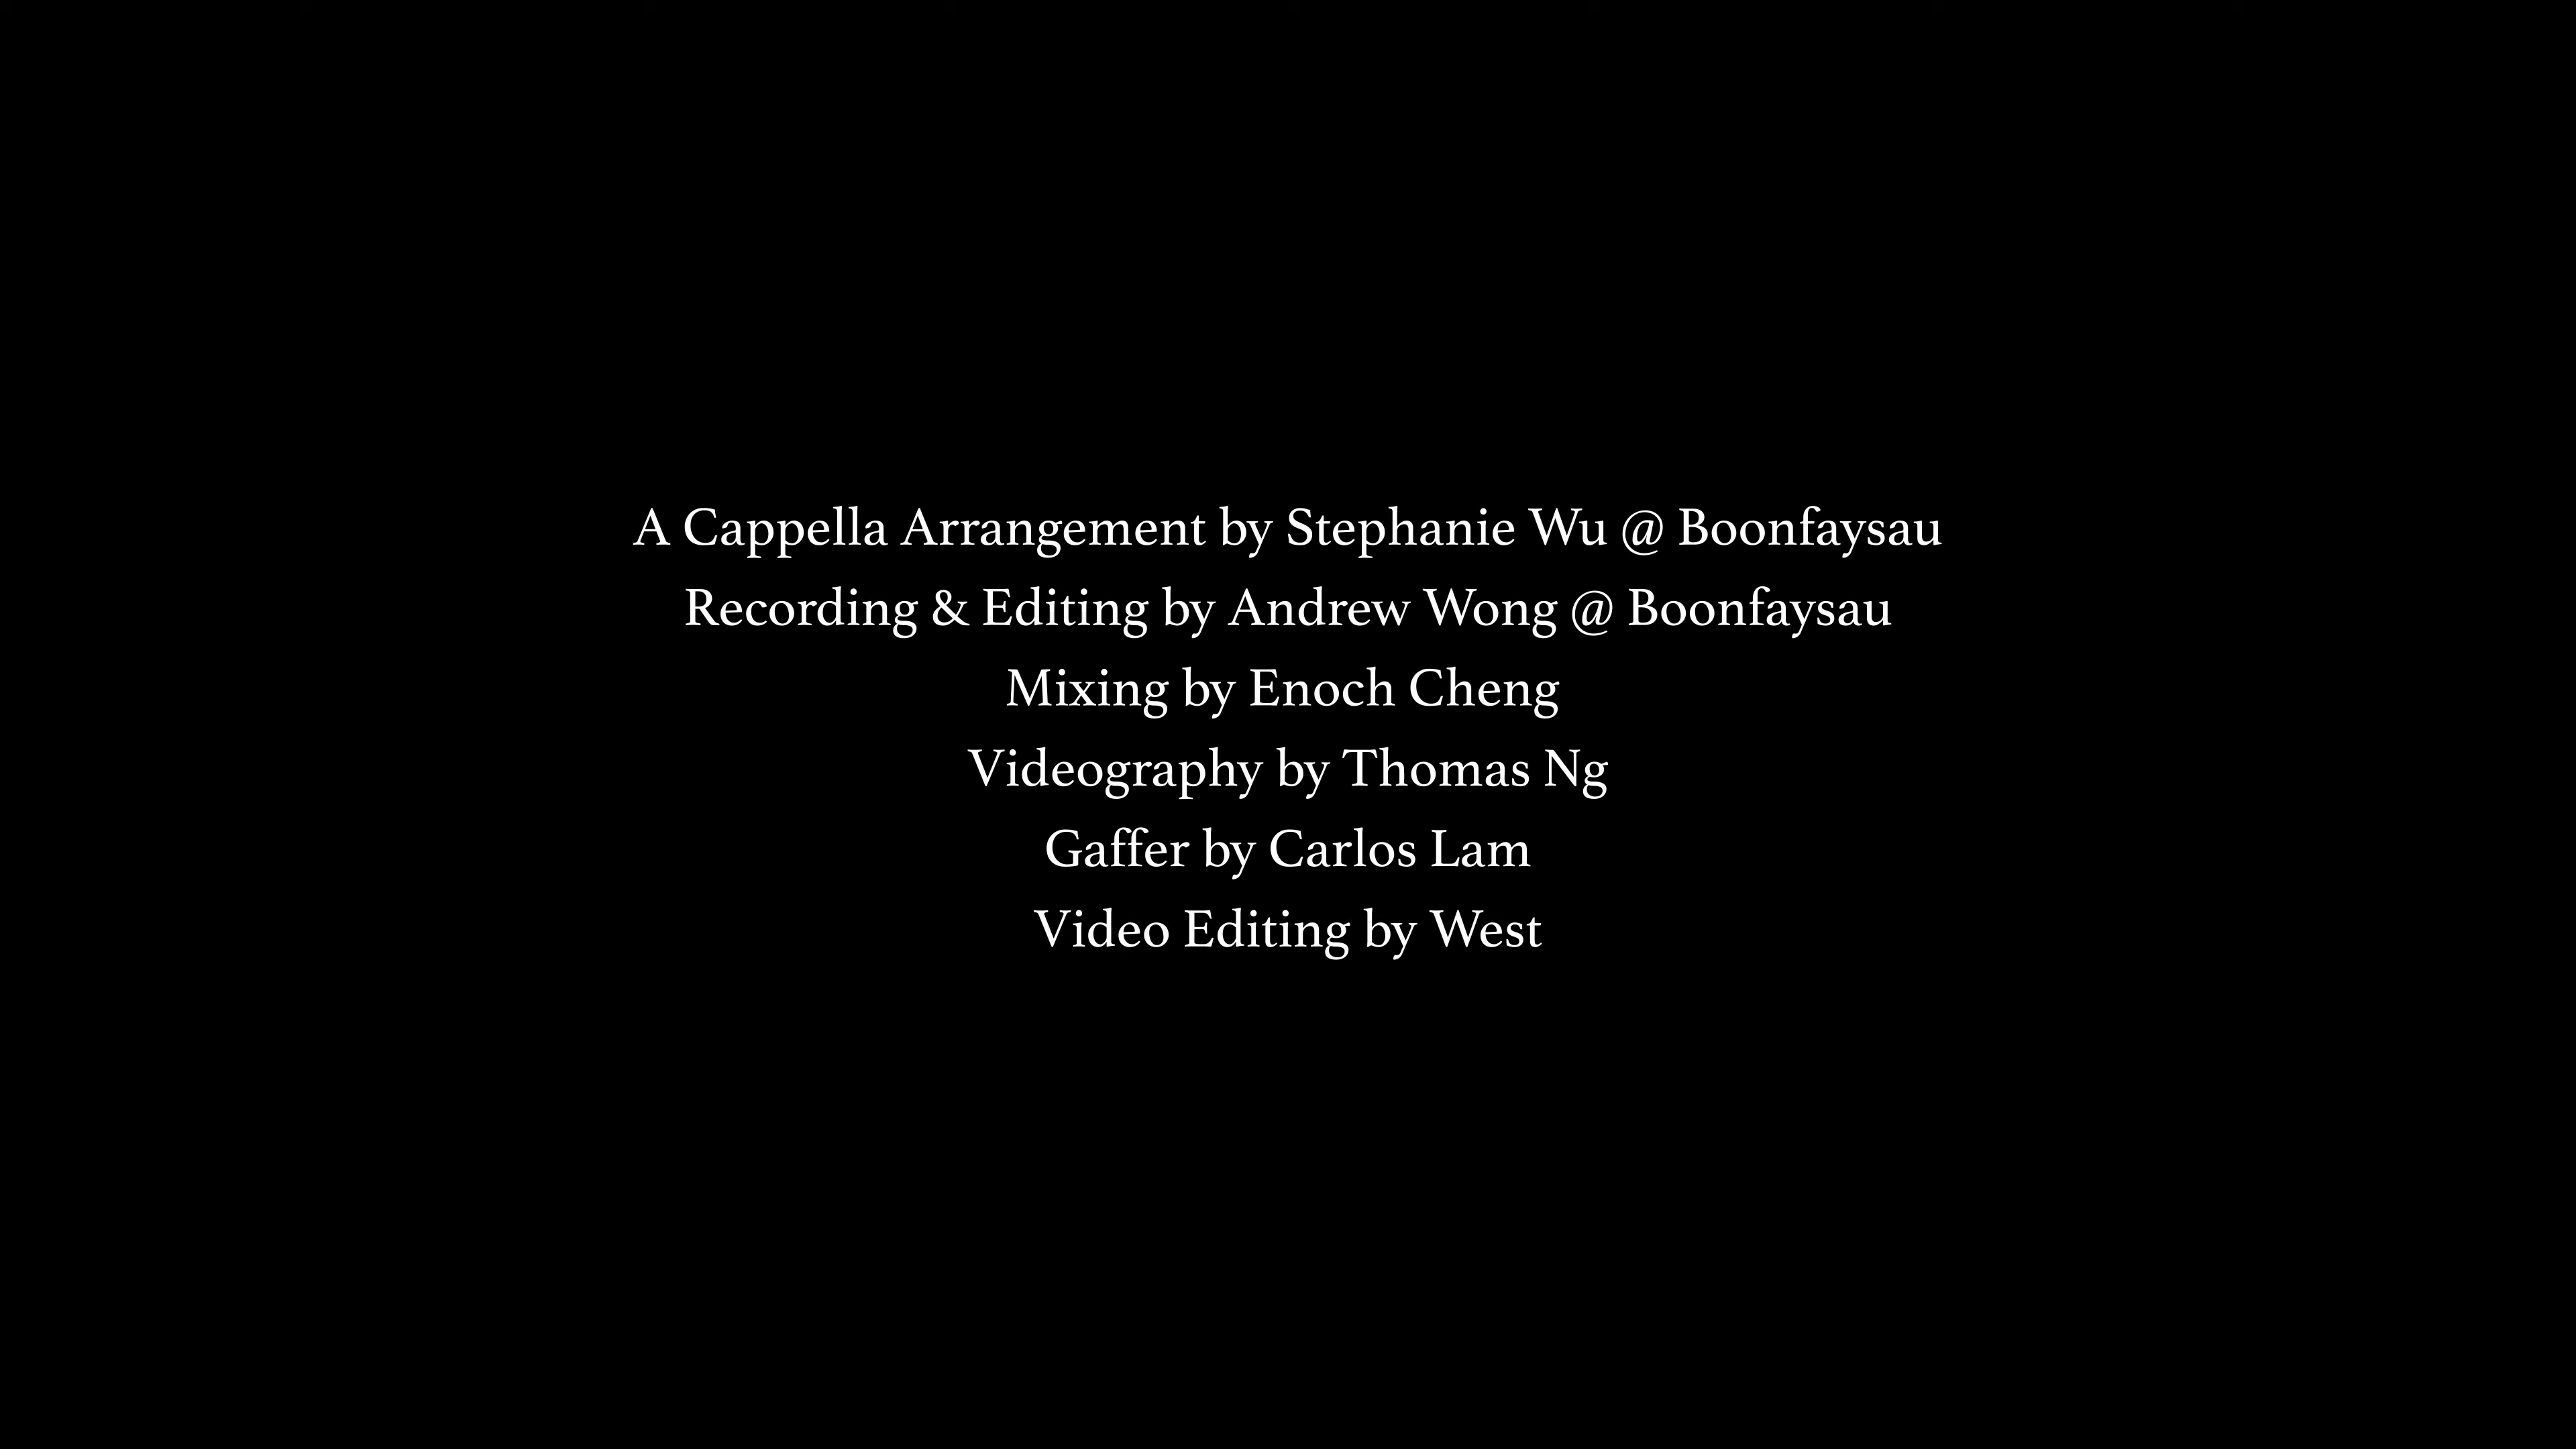 A Cappella Arrangement by Stephanie Wu @ Boonfaysau
Recording & Editing by Andrew Wong @ Boonfaysau
Mixing by Enoch Cheng
Videography by Thomas Ng
Gaffer by Carlos Lam
Video Editing by West